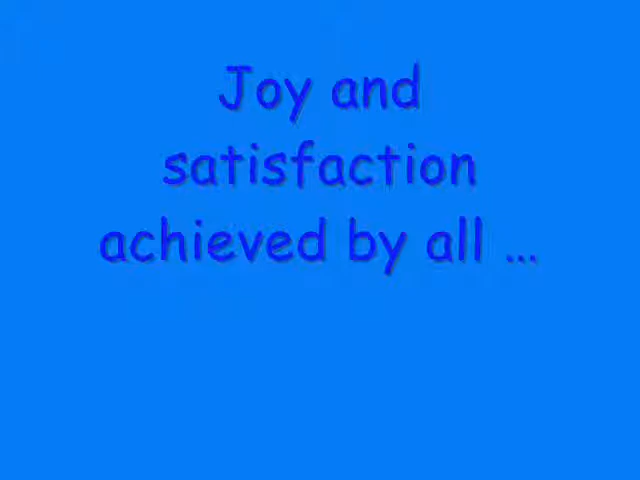 Joy and
satisfaction
achieved by all …